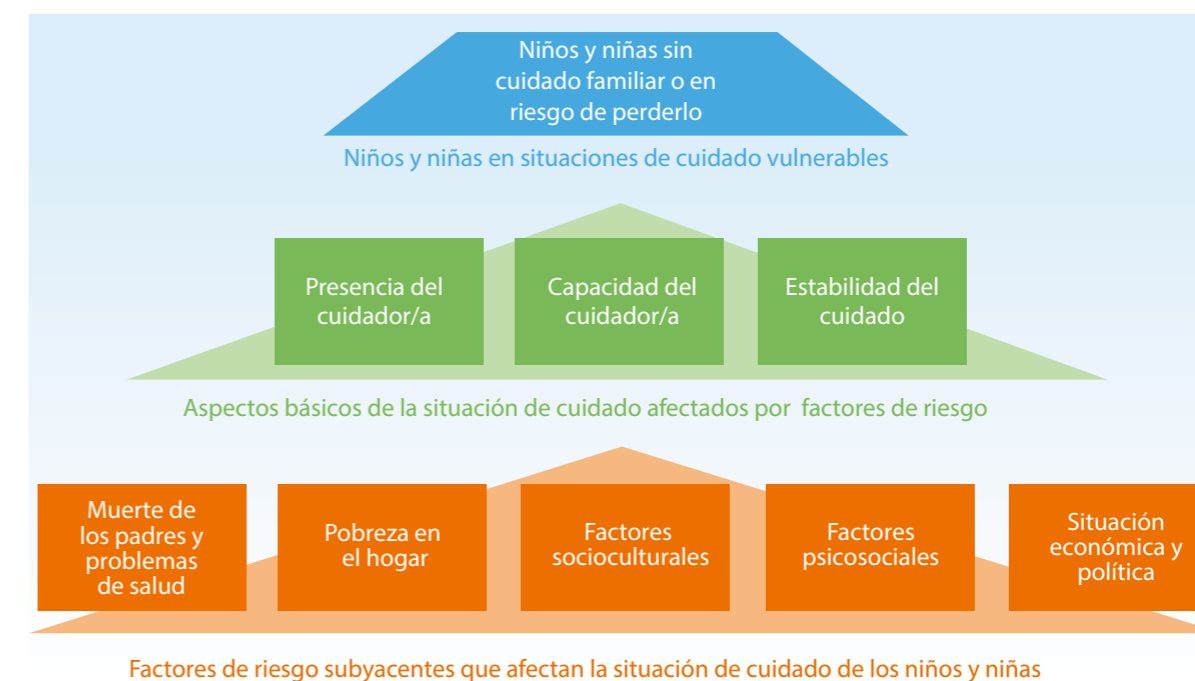 Niños y niñas sin
cuidado familiar o en
riesgo de perderlo
Niños y niñas en situaciones de cuidado vulnerables
Presencia del
cuidador/a
Capacidad del
cuidador/a
Estabilidad del
cuidado
Aspectos básicos de la situación de cuidado afectados por factores de riesgo
Muerte de
los padres y
problemas
de salud
Pobreza en
el hogar
Factores
socioculturales
Factores
psicosociales
Situación
económica y
política
Factores de riesgo subyacentes que afectan la situación de cuidado de los niños y niñas